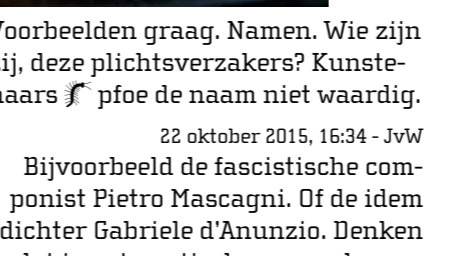 Voorbeelden graag. Namen. Wie zijn
ij, deze plichtsverzakers? Kunste-
naars pfoe de naam niet waardig.
22 oktober 2015, 16:34 - JvW
Bijvoorbeeld de fascistische com-
ponist Pietro Mascagni. Of de idem
dichter Gabriele d'Anunzio. Denken